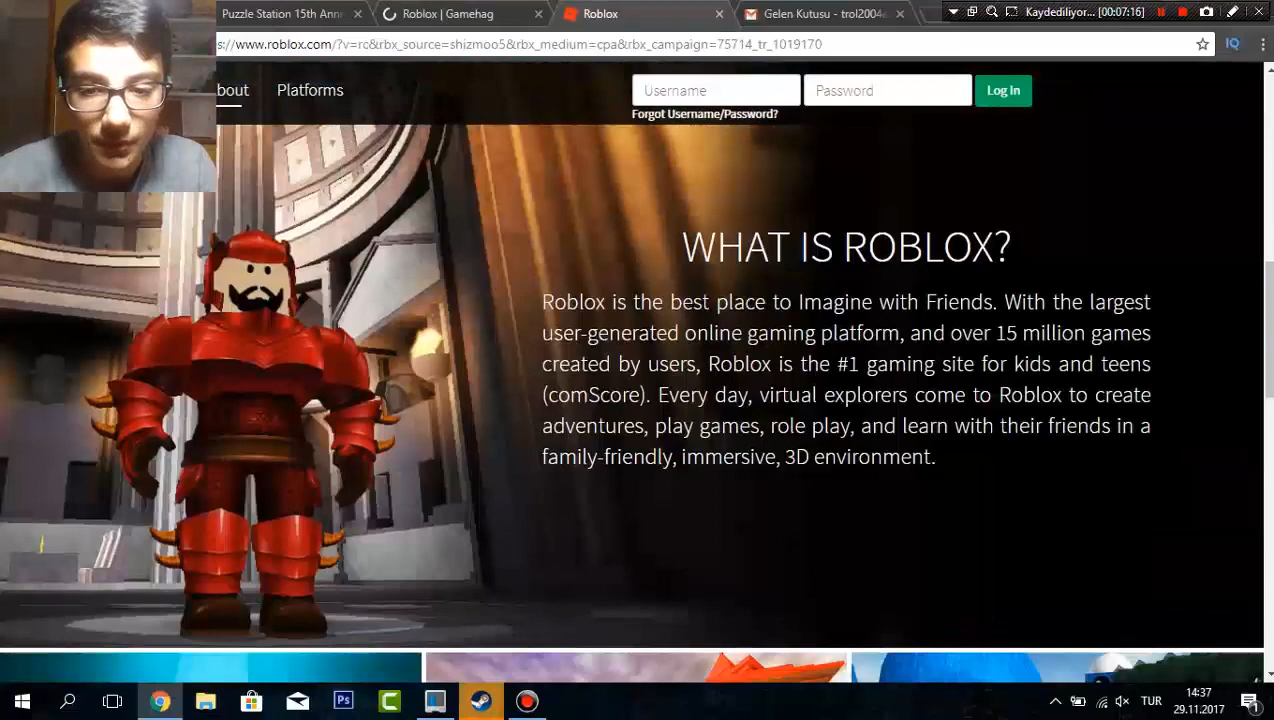 Puzzle Station 15th Ann
Roblox | Gamehag
Roblox
Gelen Kutusu - trol2004
Kaydediliyor... [00:07:16]
s://www.roblox.com/?v=rc&rbx_source=shizmoo5&rbx_medium=cpa&rbx_campaign=75714_tr_1019170
IQ
bout
Platforms
Username
Password
Log In
Forgot Username/Password?
WHAT IS ROBLOX?
Roblox is the best place to Imagine with Friends. With the largest
user-generated online gaming platform, and over 15 million games
created by users, Roblox is the #1 gaming site for kids and teens
(comScore). Every day, virtual explorers come to Roblox to create
adventures, play games, role play, and learn with their friends in a
family-friendly, immersive, 3D environment.
Ps
C
TUR
14:37
29.11.2017
1